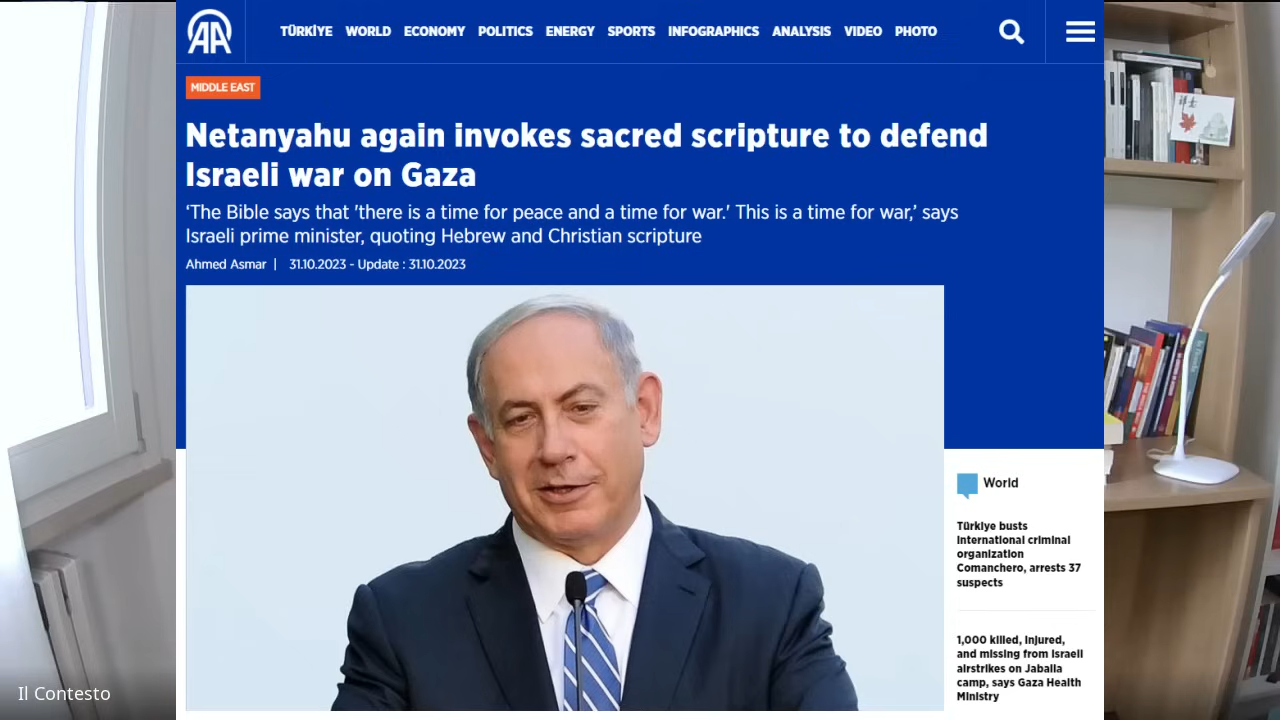 AA
TÜRKİYE WORLD ECONOMY POLITICS ENERGY SPORTS INFOGRAPHICS ANALYSIS VIDEO PHOTO
MIDDLE EAST
Netanyahu again invokes sacred scripture to defend
Israeli war on Gaza
‘The Bible says that 'there is a time for peace and a time for war.' This is a time for war,’ says
Israeli prime minister, quoting Hebrew and Christian scripture
Ahmed Asmar | 31.10.2023 - Update : 31.10.2023
World
Türkiye busts
international criminal
organization
Comanchero, arrests 37
suspects
1,000 killed, injured,
and missing from Israeli
airstrikes on Jabalia
camp, says Gaza Health
Ministry
Il Contesto